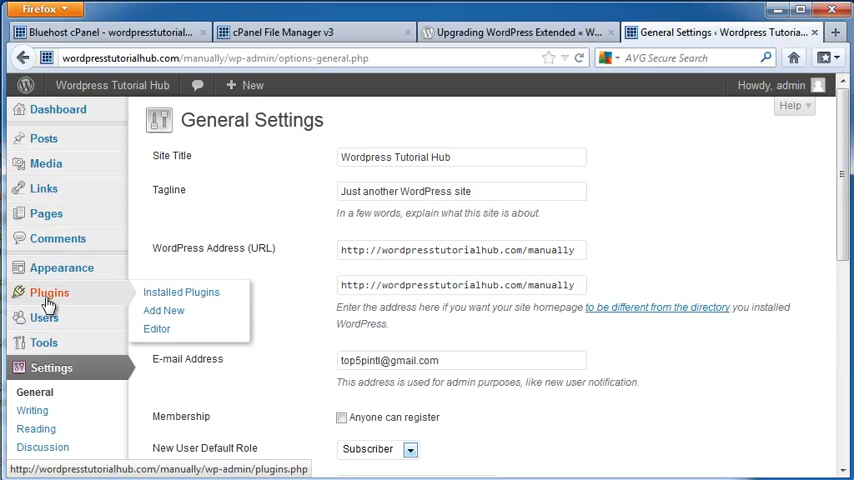 Firefox
Bluehost cPanel - wordpresstutorial...
cPanel File Manager v3
Upgrading WordPress Extended « W...
General Settings ‹ Wordpress Tutoria...
wordpresstutorialhub.com/manually/wp-admin/options-general.php
AVG Secure Search
Wordpress Tutorial Hub
+ New
Howdy, admin
Help
Dashboard
Posts
Media
Links
Pages
Comments
Appearance
Plugins
Installed Plugins
Add New
Editor
Users
Tools
Settings
General
Writing
Reading
Discussion
General Settings
Site Title
Wordpress Tutorial Hub
Tagline
Just another WordPress site
In a few words, explain what this site is about.
WordPress Address (URL)
http://wordpresstutorialhub.com/manually
http://wordpresstutorialhub.com/manually
Enter the address here if you want your site homepage to be different from the directory you installed
WordPress.
E-mail Address
top5pintl@gmail.com
This address is used for admin purposes, like new user notification.
Membership
Anyone can register
New User Default Role
Subscriber
http://wordpresstutorialhub.com/manually/wp-admin/plugins.php